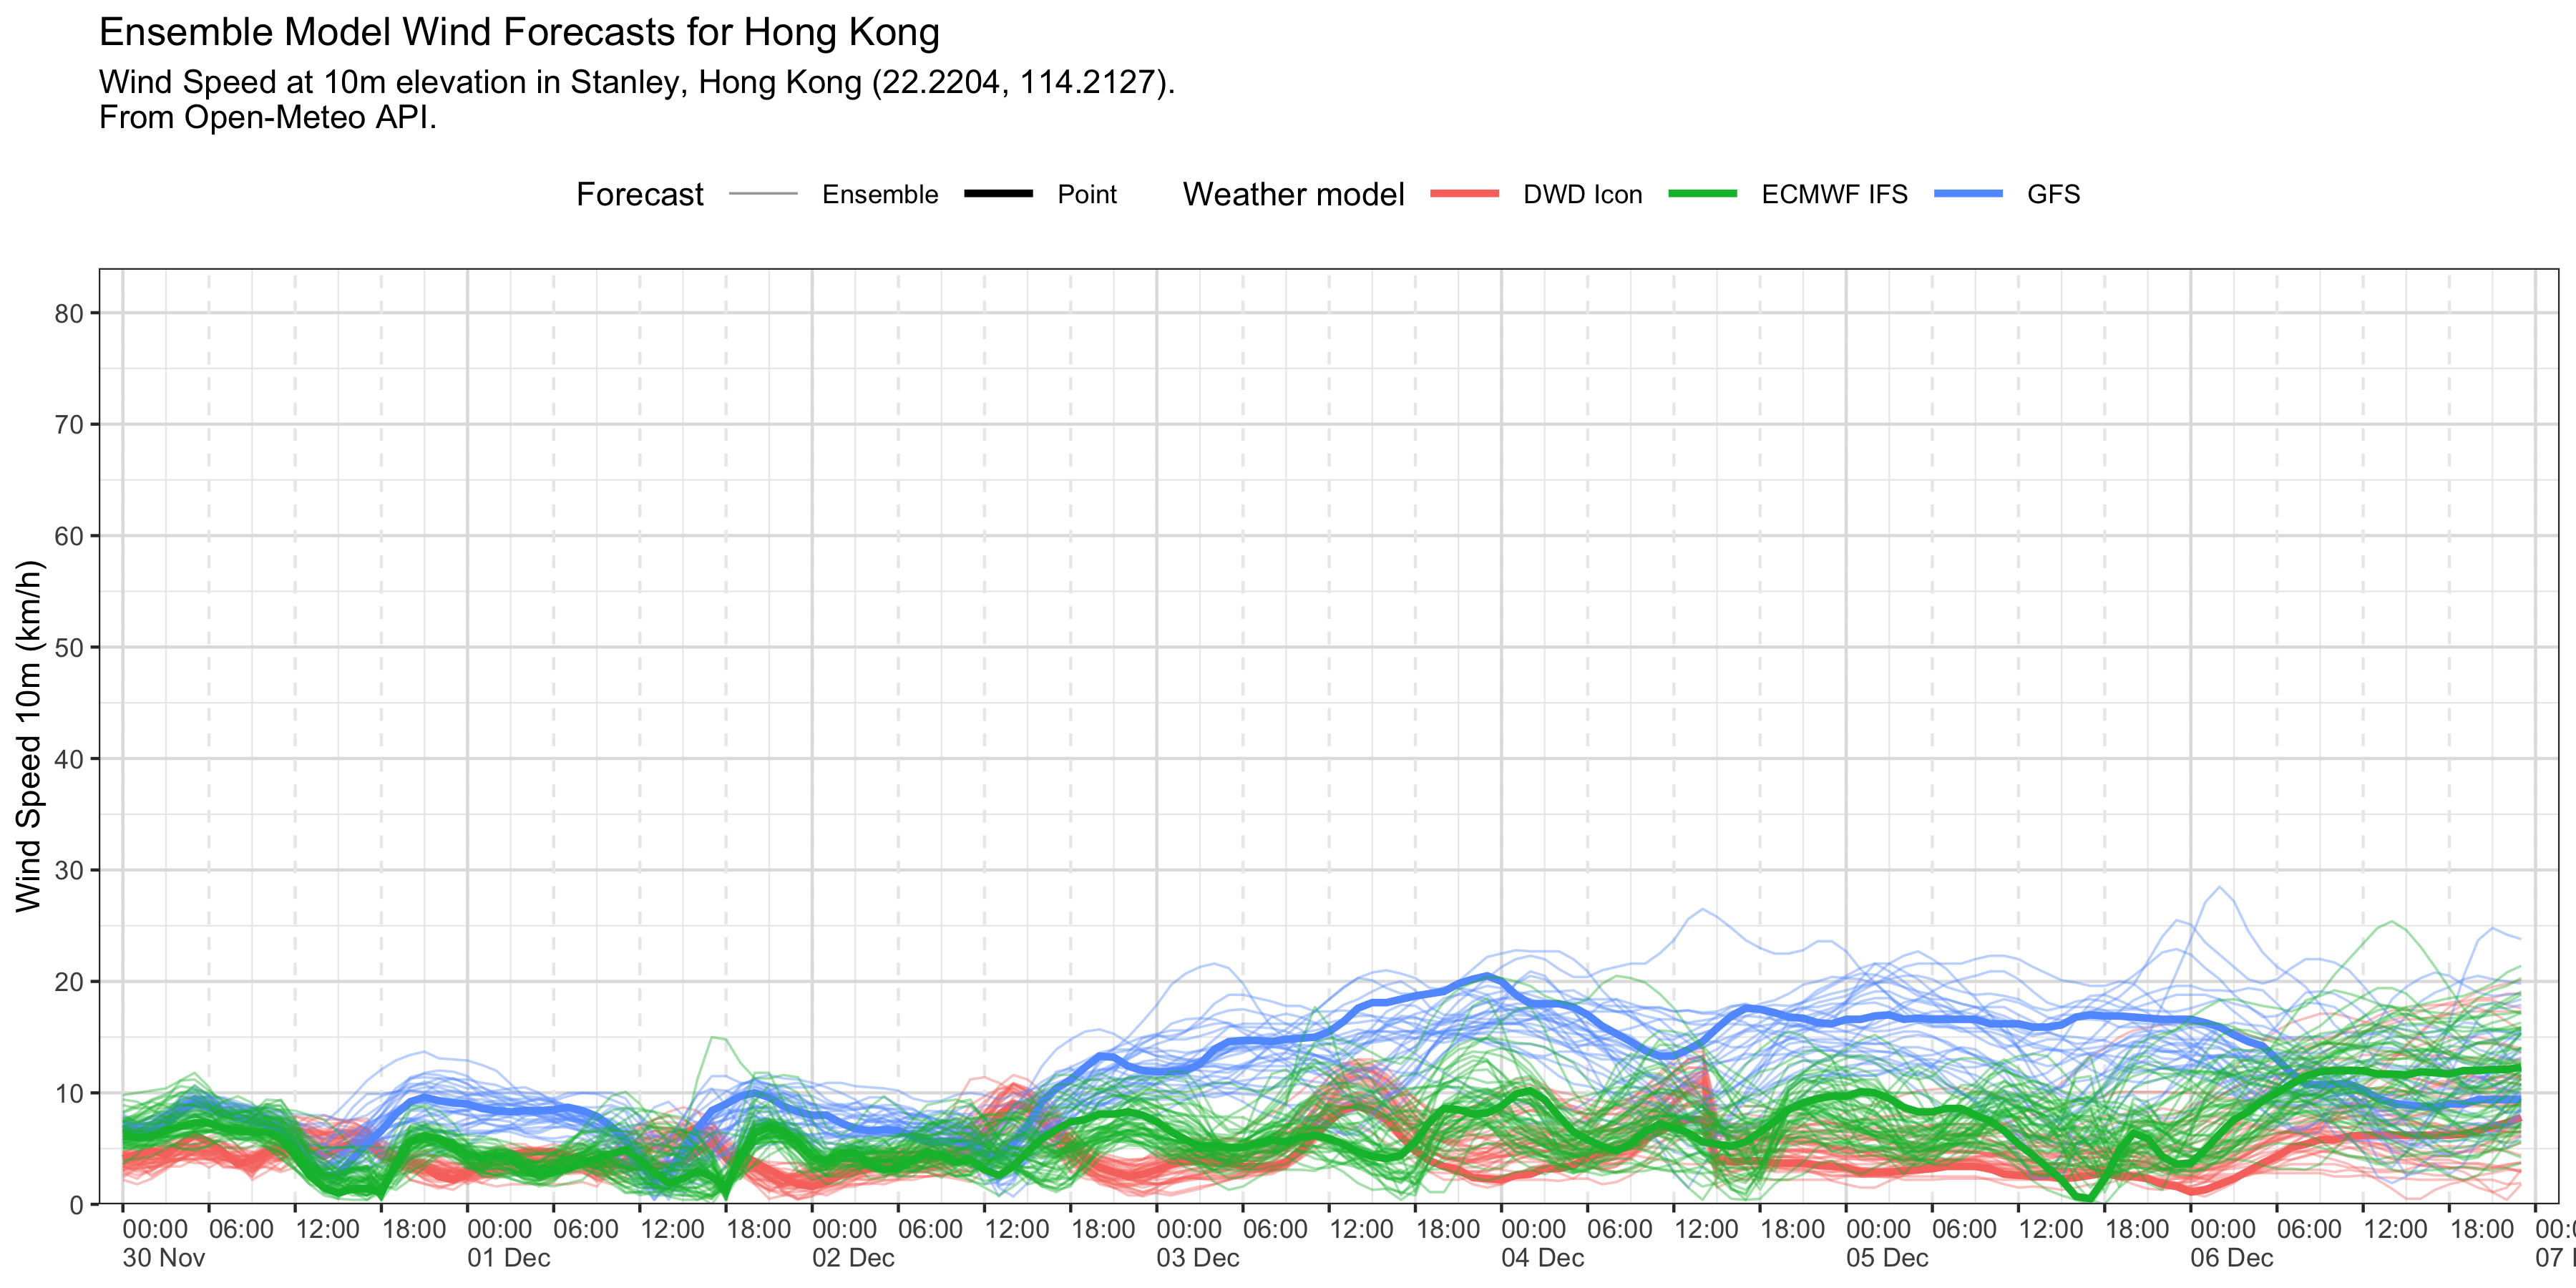 Ensemble Model Wind Forecasts for Hong Kong
Wind Speed at 10m elevation in Stanley, Hong Kong (22.2204, 114.2127).
From Open-Meteo API.
Forecast Ensemble Point Weather model DWD Icon ECMWF IFS GFS
Wind Speed 10m (km/h)
80
70
60
50
40
30
20
10
0
00:00 06:00 12:00 18:00 00:00 06:00 12:00 18:00 00:00 06:00 12:00 18:00 00:00 06:00 12:00 18:00 00:00 06:00 12:00 18:00 00:00 06:00 12:00 18:00 00:00 06:00 12:00 18:00 00:0
30 Nov 01 Dec 02 Dec 03 Dec 04 Dec 05 Dec 06 Dec 07